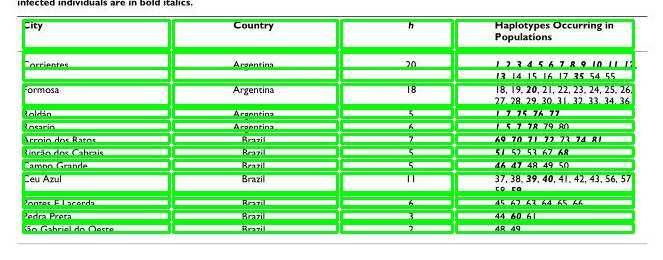 infected individuals are in bold italics.
City Country h Haplotypes Occurring in
Populations
Corrientes Argentina 20 1 2 3 4 5 6 7 8 9 10 11 12,
13 14 15 16 17 35 54 55
Formosa Argentina 18 18, 19, 20, 21, 22, 23, 24, 25, 26,
27, 28, 29, 30, 31, 32, 33, 34, 36
Roldán Argentina 5 1 7 75 76 77
Rosario Argentina 6 1 5 7 78 79 80
Arroio dos Ratos Brazil 7 69 70 71 72 73 74 81
Rincão dos Cabrais Brazil 5 51 52 53 67 68
Campo Grande Brazil 5 46 47 48 49 50
Ceu Azul Brazil 11 37, 38, 39, 40, 41, 42, 43, 56, 57
58 59
Pontes E Lacerda Brazil 6 45 62 63 64 65 66
Pedra Preta Brazil 3 44 60 61
São Gabriel do Oeste Brazil 2 48 49